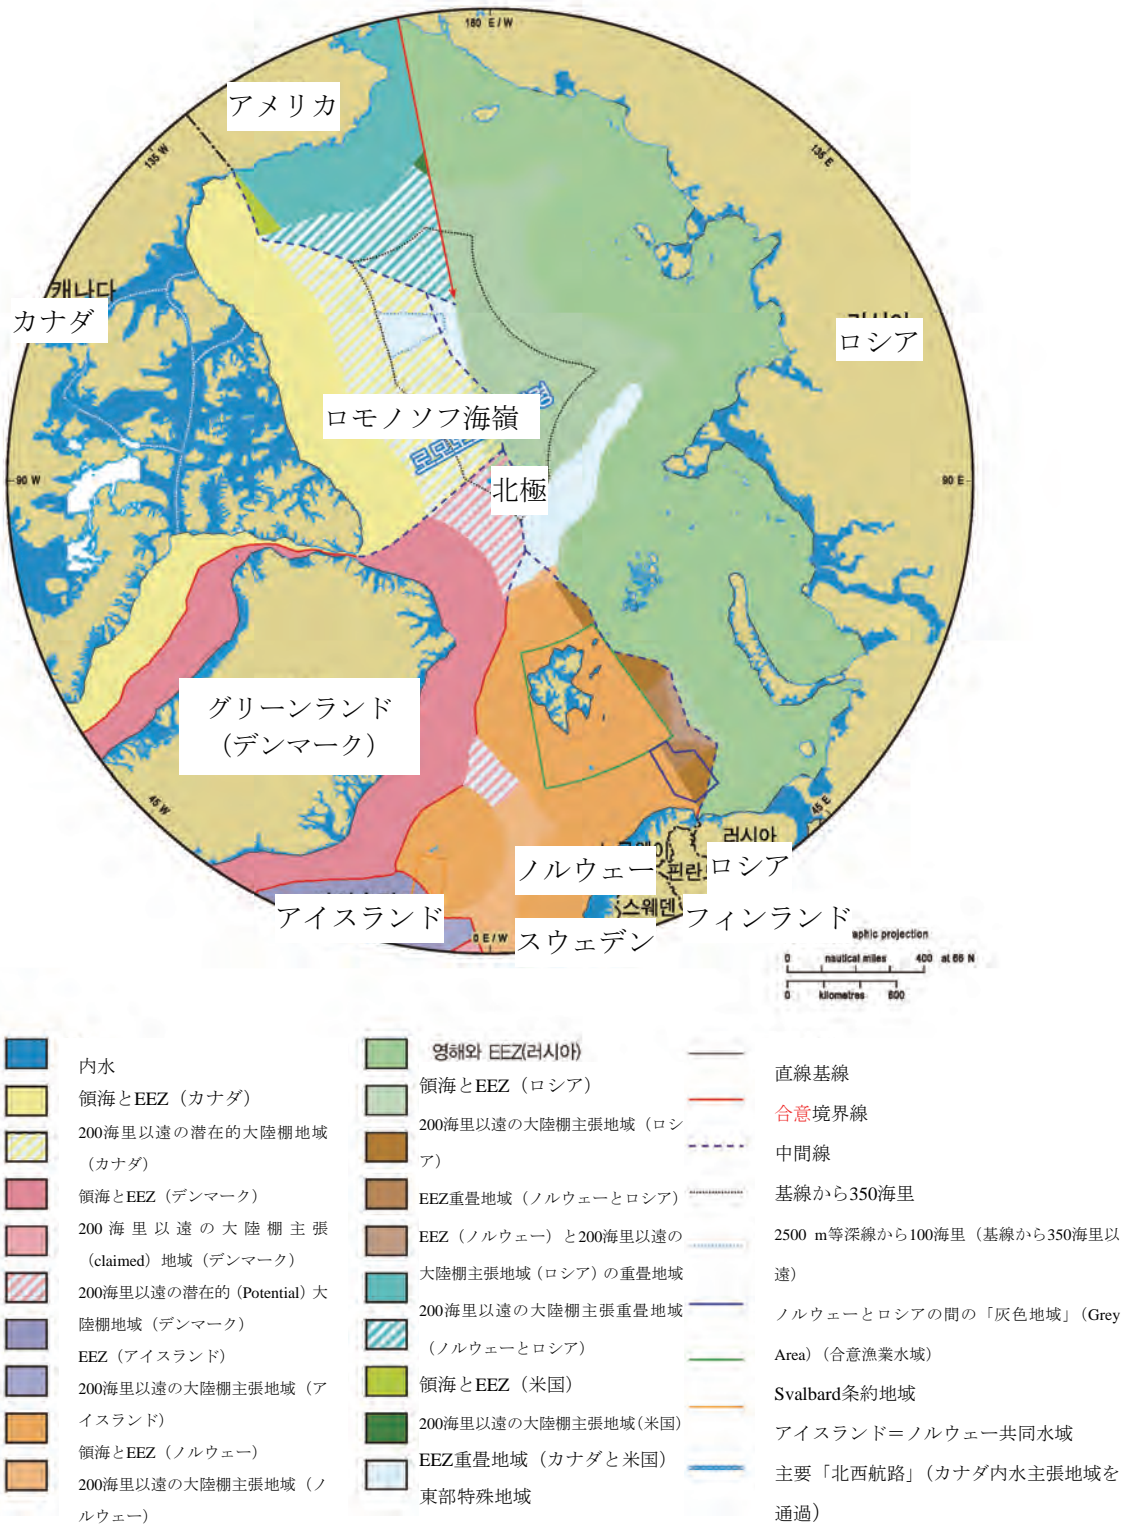 180 E/W
アメリカ
135 W
135 E
캐나다
カナダ
ロシア
ロモノソフ海嶺
90 W
北極
90 E
グリーンランド
（デンマーク）
45 W
45 E
러시아
ノルウェー
핀란
ロシア
アイスランド
스웨덴
フィンランド
0 E/W
スウェデン
aphic projection
0 nautical miles 400 at 66 N
0 kilometres 600
内水
領海とEEZ（カナダ）
200海里以遠の潜在的大陸棚地域
（カナダ）
領海とEEZ（デンマーク）
200 海里以遠の大陸棚主張
（claimed）地域（デンマーク）
200海里以遠の潜在的（Potential）大
陸棚地域（デンマーク）
EEZ（アイスランド）
200海里以遠の大陸棚主張地域（ア
イスランド）
領海とEEZ（ノルウェー）
200海里以遠の大陸棚主張地域（ノ
ルウェー）
영해와 EEZ(러시아)
領海とEEZ（ロシア）
200海里以遠の大陸棚主張地域（ロシ
ア）
EEZ重畳地域（ノルウェーとロシア）
EEZ（ノルウェー）と200海里以遠の
大陸棚主張地域（ロシア）の重畳地域
200海里以遠の大陸棚主張重畳地域
（ノルウェーとロシア）
領海とEEZ（米国）
200海里以遠の大陸棚主張地域（米国）
EEZ重畳地域（カナダと米国）
東部特殊地域
直線基線
合意境界線
中間線
基線から350海里
2500 m等深線から100海里（基線から350海里以
遠）
ノルウェーとロシアの間の「灰色地域」（Grey
Area）（合意漁業水域）
Svalbard条約地域
アイスランド＝ノルウェー共同水域
主要「北西航路」（カナダ内水主張地域を
通過）